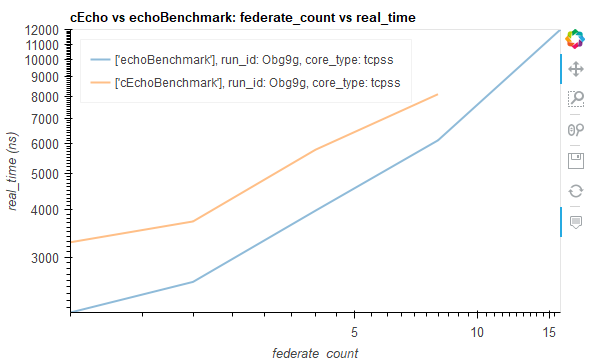 cEcho vs echoBenchmark: federate_count vs real_time
12000
11000
10000
9000
8000
7000
6000
5000
4000
3000
real_time (ns)
['echoBenchmark'], run_id: Obg9g, core_type: tcpss
['cEchoBenchmark'], run_id: Obg9g, core_type: tcpss
5
10
15
federate_count